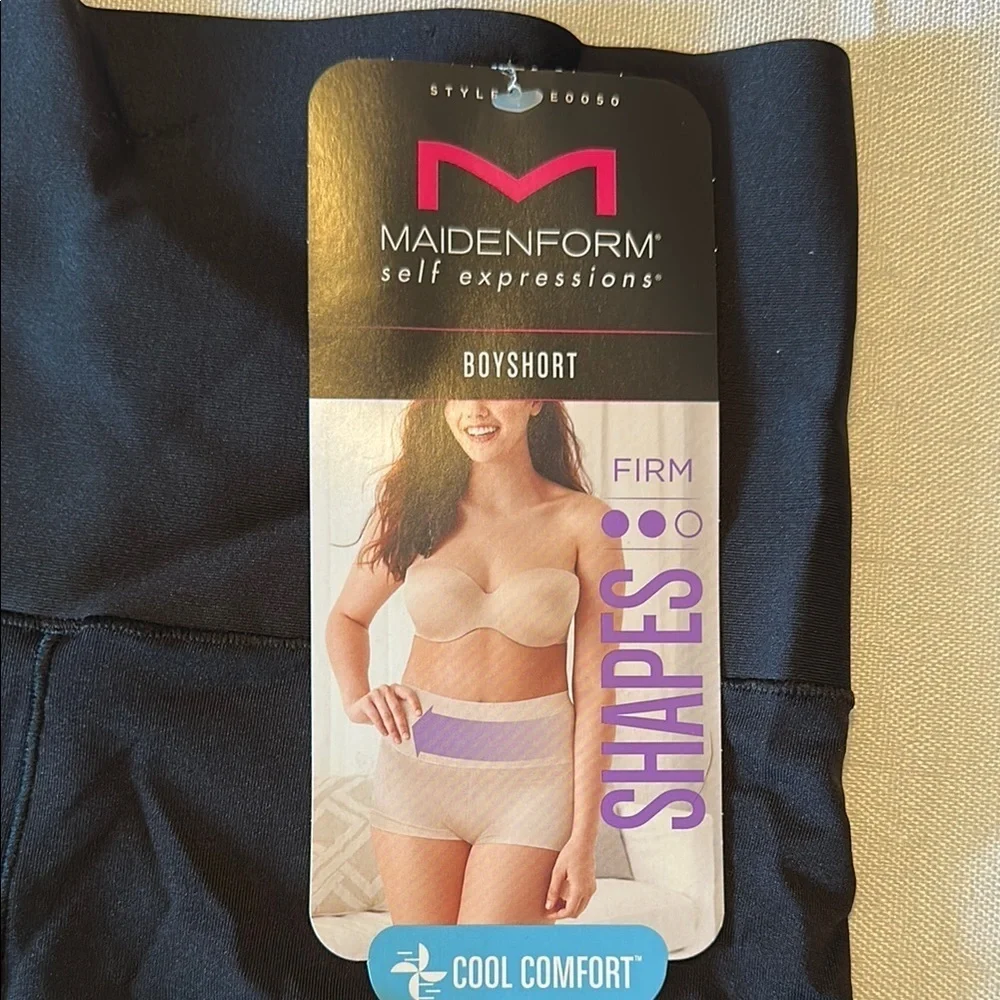 STYLE E0050
M
MAIDENFORM®
self expressions®
BOYSHORT
FIRM
SHAPES
COOL COMFORT™